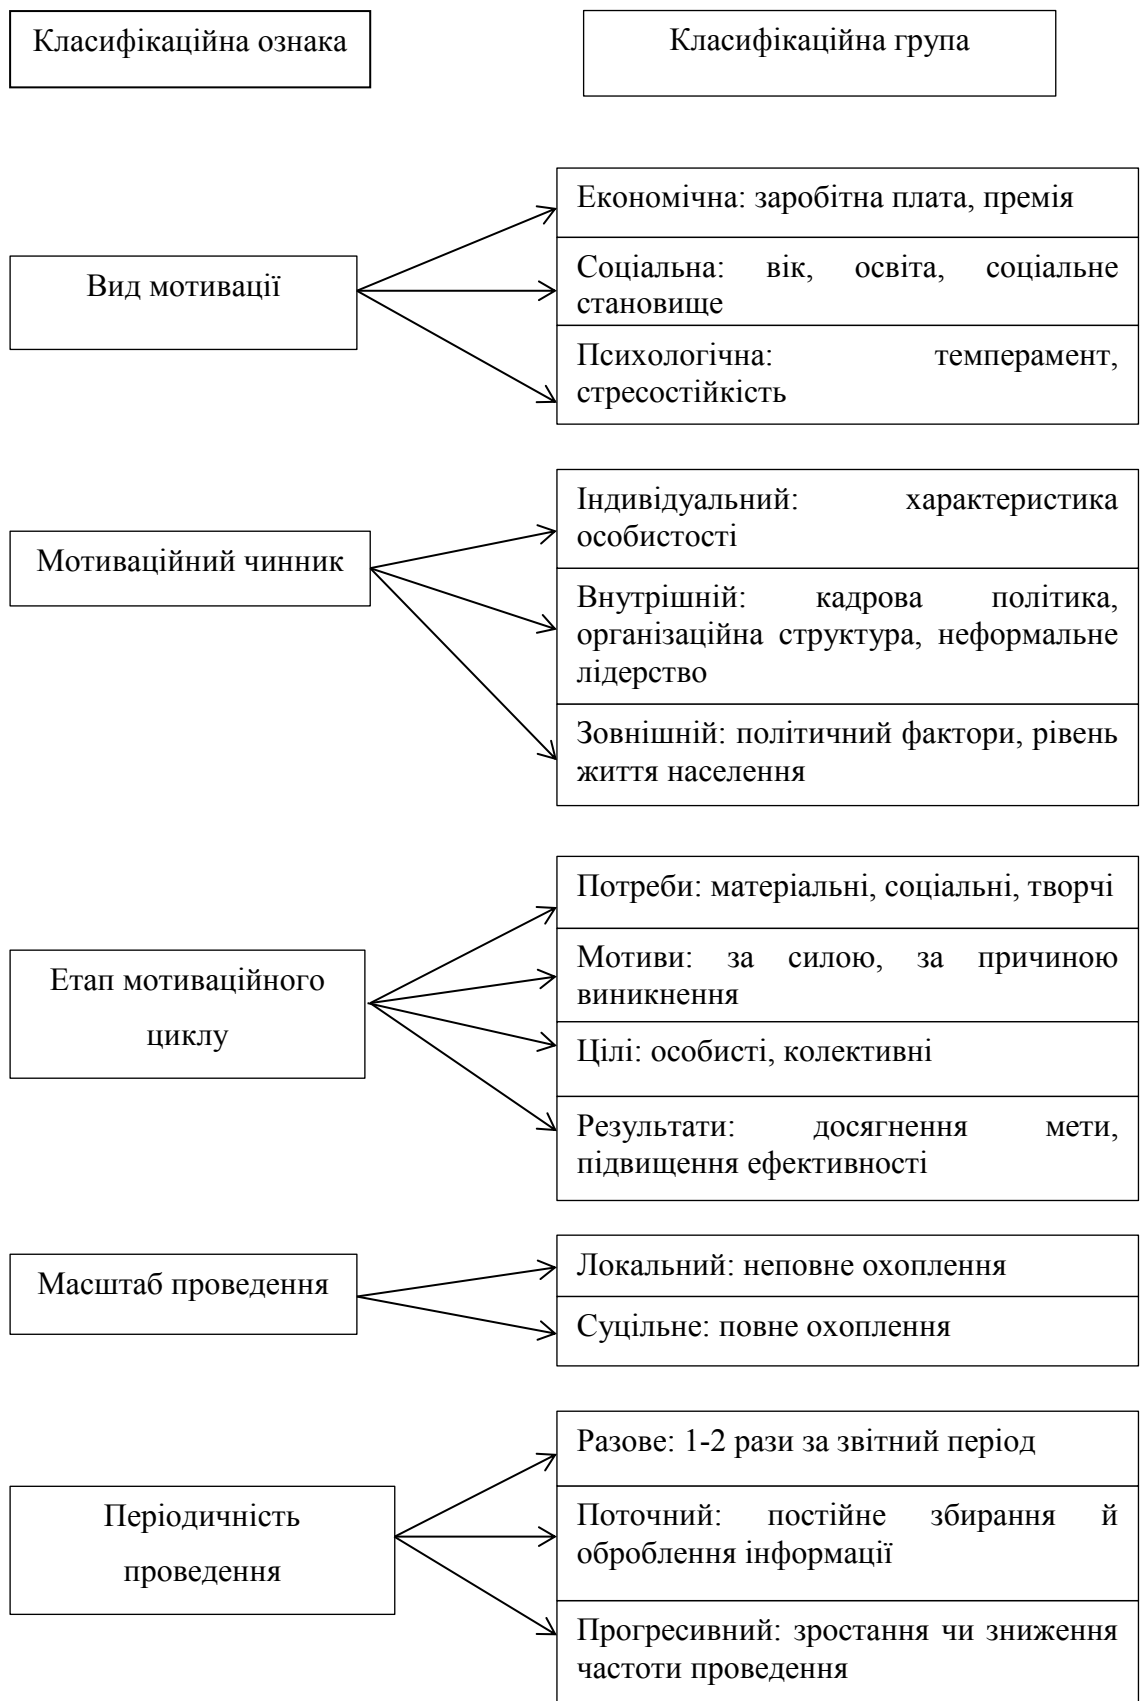 Класифікаційна ознака
Класифікаційна група
Вид мотивації
Економічна: заробітна плата, премія
Соціальна: вік, освіта, соціальне
становище
Психологічна: темперамент,
стресостійкість
Мотиваційний чинник
Індивідуальний: характеристика
особистості
Внутрішній: кадрова політика,
організаційна структура, неформальне
лідерство
Зовнішній: політичний фактори, рівень
життя населення
Етап мотиваційного
циклу
Потреби: матеріальні, соціальні, творчі
Мотиви: за силою, за причиною
виникнення
Цілі: особисті, колективні
Результати: досягнення мети,
підвищення ефективності
Масштаб проведення
Локальний: неповне охоплення
Суцільне: повне охоплення
Періодичність
проведення
Разове: 1-2 рази за звітний період
Поточний: постійне збирання й
оброблення інформації
Прогресивний: зростання чи зниження
частоти проведення